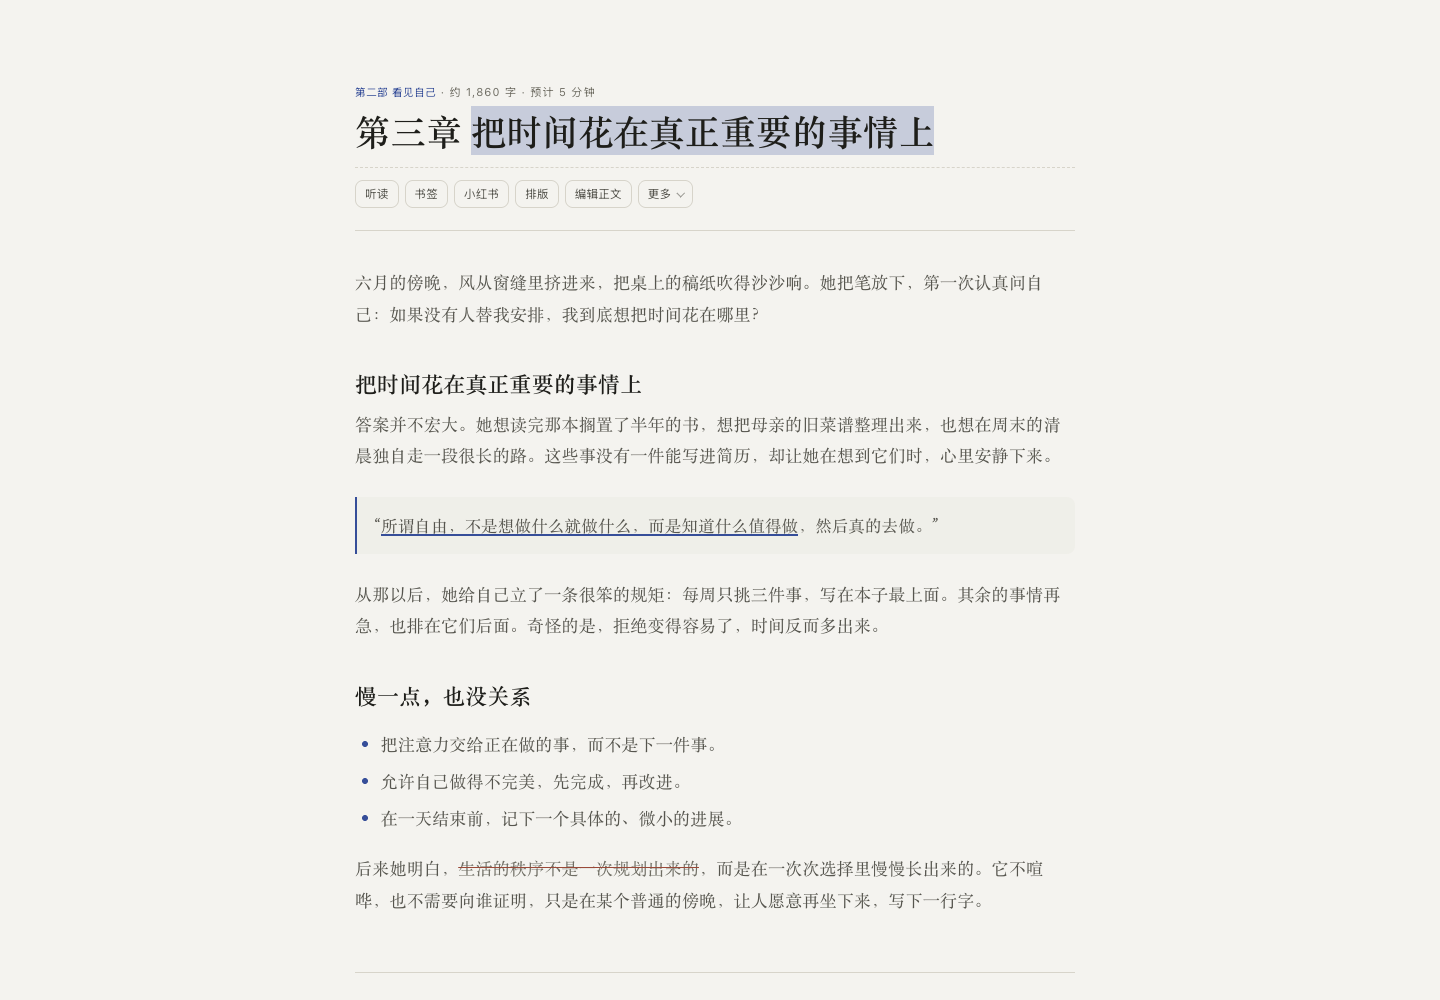 第二部 看见自己 · 约 1,860 字 · 预计 5 分钟
第三章 把时间花在真正重要的事情上
听读 书签 小红书 排版 编辑正文 更多
六月的傍晚，风从窗缝里挤进来，把桌上的稿纸吹得沙沙响。她把笔放下，第一次认真问自
己：如果没有人替我安排，我到底想把时间花在哪里？
把时间花在真正重要的事情上
答案并不宏大。她想读完那本搁置了半年的书，想把母亲的旧菜谱整理出来，也想在周末的清
晨独自走一段很长的路。这些事没有一件能写进简历，却让她在想到它们时，心里安静下来。
“所谓自由，不是想做什么就做什么，而是知道什么值得做，然后真的去做。”
从那以后，她给自己立了一条很笨的规矩：每周只挑三件事，写在本子最上面。其余的事情再
急，也排在它们后面。奇怪的是，拒绝变得容易了，时间反而多出来。
慢一点，也没关系
• 把注意力交给正在做的事，而不是下一件事。
• 允许自己做得不完美，先完成，再改进。
• 在一天结束前，记下一个具体的、微小的进展。
后来她明白，生活的秩序不是一次规划出来的，而是在一次次选择里慢慢长出来的。它不喧
哗，也不需要向谁证明，只是在某个普通的傍晚，让人愿意再坐下来，写下一行字。